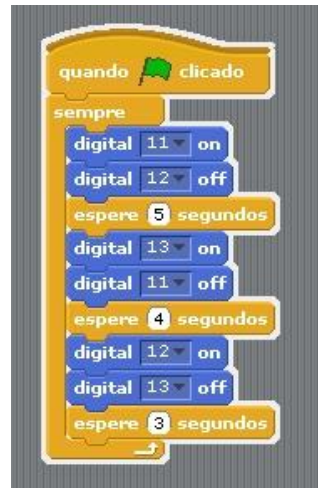 quando clicado
sempre
digital 11 on
digital 12 off
espere 5 segundos
digital 13 on
digital 11 off
espere 4 segundos
digital 12 on
digital 13 off
espere 3 segundos